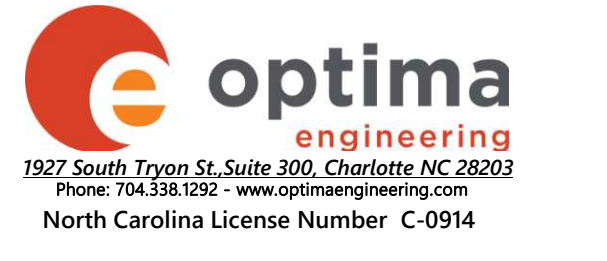 e optima
engineering
1927 South Tryon St.,Suite 300, Charlotte NC 28203
Phone: 704.338.1292 - www.optimaengineering.com
North Carolina License Number C-0914